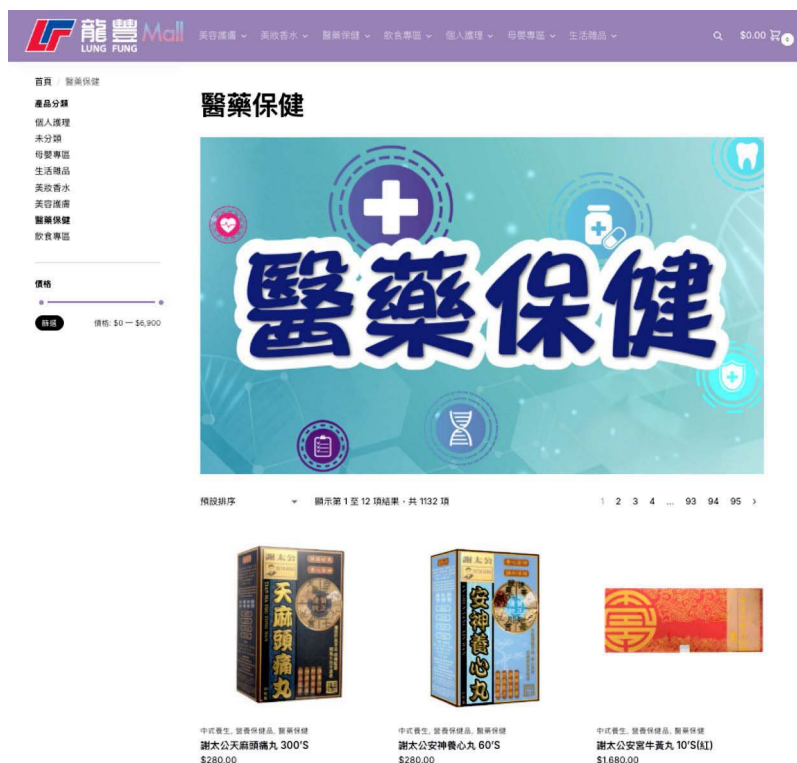 龍豐 Mall
LUNG FUNG
美容護膚 美妝香水 醫藥保健 飲食專區 個人護理 母嬰專區 生活雜品 $0.00 0
首頁 / 醫藥保健
產品分類
個人護理
未分類
母嬰專區
生活雜品
美妝香水
美容護膚
醫藥保健
飲食專區
價格
篩選 價格: $0 — $6,900
醫藥保健
醫藥保健
預設排序 顯示第 1 至 12 項結果,共 1132 項 1 2 3 4 … 93 94 95
謝太公
天麻頭痛丸
謝太公
安神養心丸
中式養生, 營養保健品, 醫藥保健
謝太公天麻頭痛丸 300'S
$280.00
中式養生, 營養保健品, 醫藥保健
謝太公安神養心丸 60'S
$280.00
中式養生, 營養保健品, 醫藥保健
謝太公安宮牛黃丸 10'S(紅)
$1,680.00